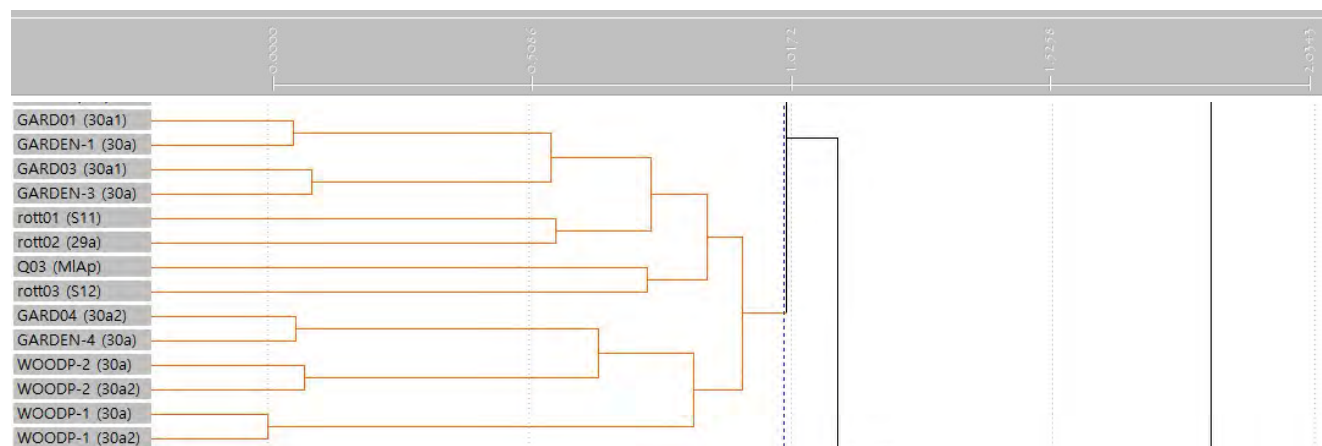 0.0000 0.5086 1.0172 1.5258 2.0343
GARD01 (30a1)
GARDEN-1 (30a)
GARD03 (30a1)
GARDEN-3 (30a)
rott01 (S11)
rott02 (29a)
Q03 (MlAp)
rott03 (S12)
GARD04 (30a2)
GARDEN-4 (30a)
WOODP-2 (30a)
WOODP-2 (30a2)
WOODP-1 (30a)
WOODP-1 (30a2)